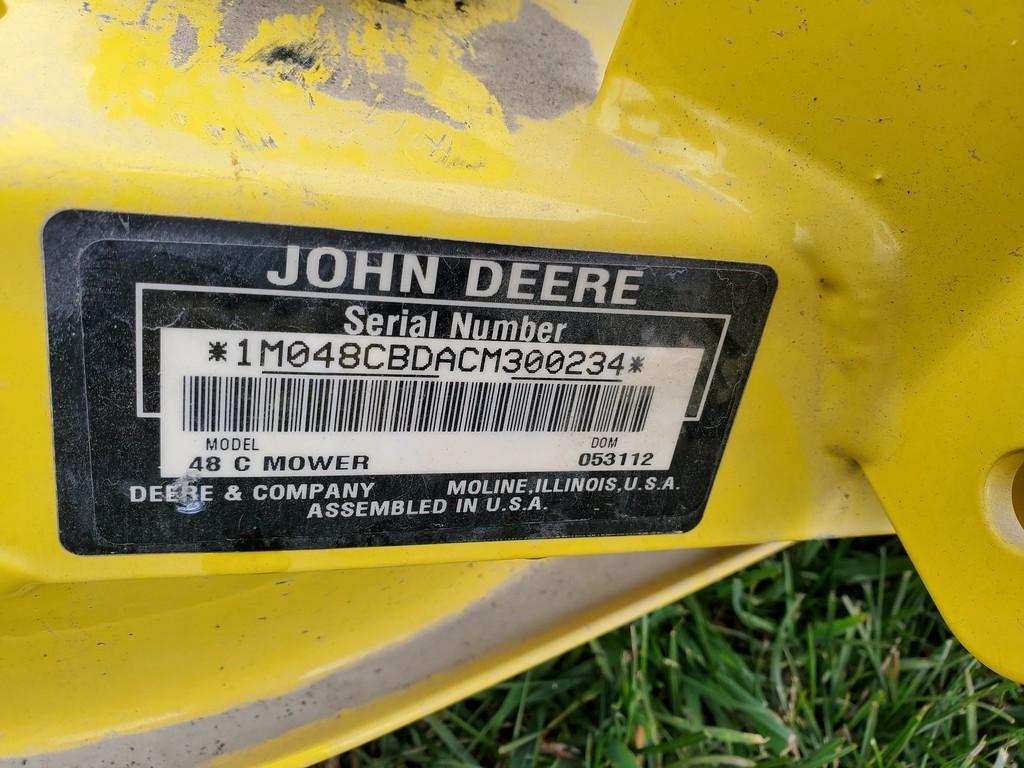 JOHN DEERE
Serial Number
*1M048CBDACM300234*
MODEL DOM
48 C MOWER 053112
DEERE & COMPANY MOLINE, ILLINOIS, U.S.A.
ASSEMBLED IN U.S.A.